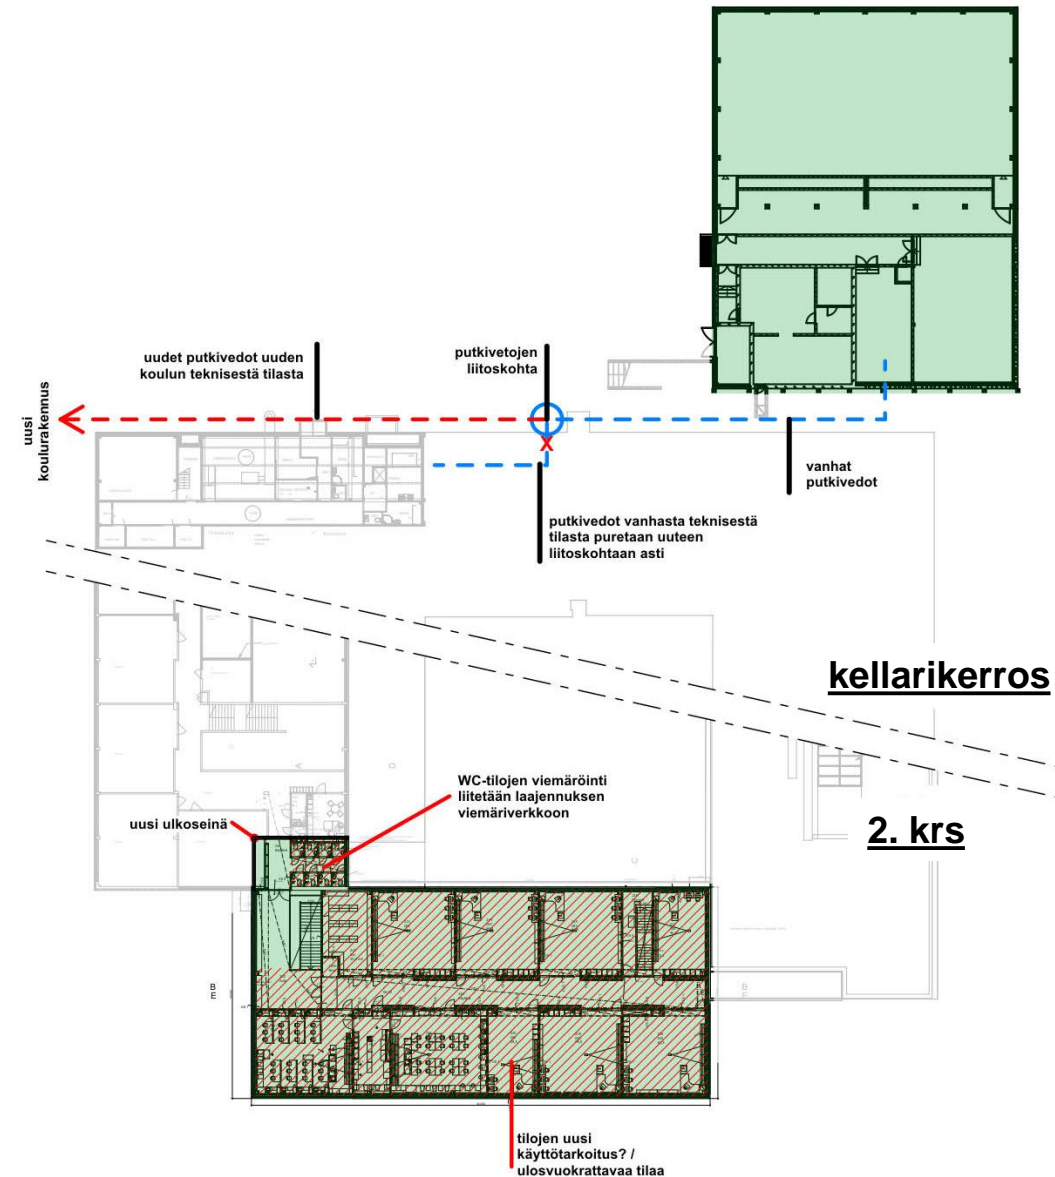 uudet putkivedot uuden
koulun teknisestä tilasta
putkivetojen
liitoskohta
uusi
koulurakennus
X
vanhat
putkivedot
putkivedot vanhasta teknisestä
tilasta puretaan uuteen
liitoskohtaan asti
kellarikerros
2. krs
WC-tilojen viemäröinti
liitetään laajennuksen
viemäriverkkoon
uusi ulkoseinä
A
D
C
B
E
B
F
tilojen uusi
käyttötarkoitus? /
ulosvuokrattavaa tilaa